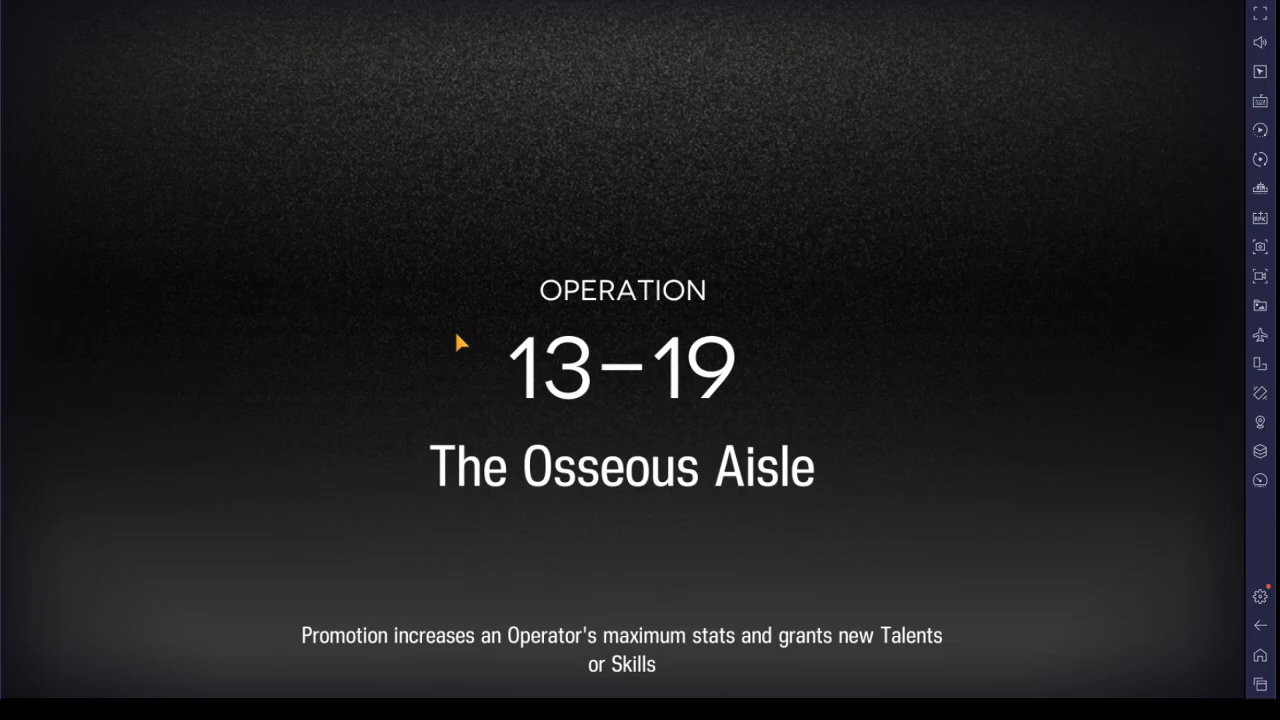 OPERATION
13-19
The Osseous Aisle
Promotion increases an Operator's maximum stats and grants new Talents
or Skills